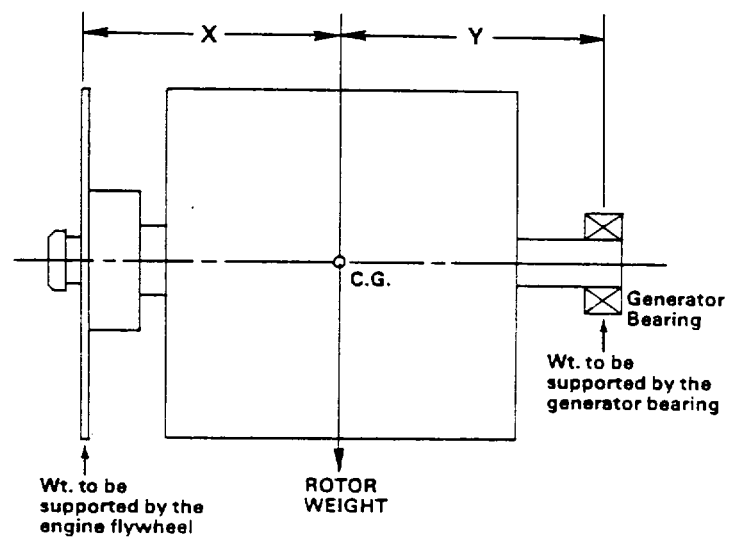 X
Y
C.G.
Generator
Bearing
Wt. to be
supported by the
generator bearing
Wt. to be
supported by the
engine flywheel
ROTOR
WEIGHT